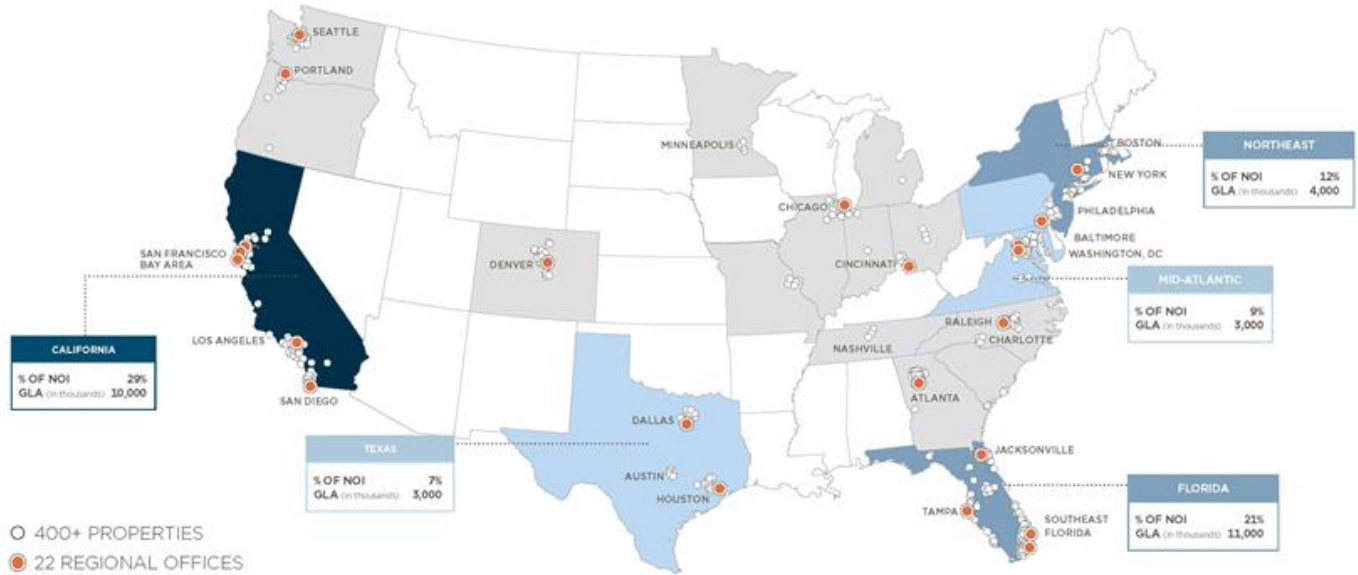 SEATTLE
PORTLAND
MINNEAPOLIS
BOSTON
NEW YORK
NORTHEAST
% OF NOI 12%
GLA (in thousands) 4,000
CHICAGO
PHILADELPHIA
BALTIMORE
WASHINGTON, DC
SAN FRANCISCO
BAY AREA
DENVER
CINCINNATI
MID-ATLANTIC
% OF NOI 9%
GLA (in thousands) 3,000
RALEIGH
CHARLOTTE
NASHVILLE
LOS ANGELES
CALIFORNIA
% OF NOI 29%
GLA (in thousands) 10,000
SAN DIEGO
ATLANTA
DALLAS
TEXAS
% OF NOI 7%
GLA (in thousands) 3,000
AUSTIN
HOUSTON
JACKSONVILLE
TAMPA
SOUTHEAST
FLORIDA
FLORIDA
% OF NOI 21%
GLA (in thousands) 11,000
400+ PROPERTIES
22 REGIONAL OFFICES